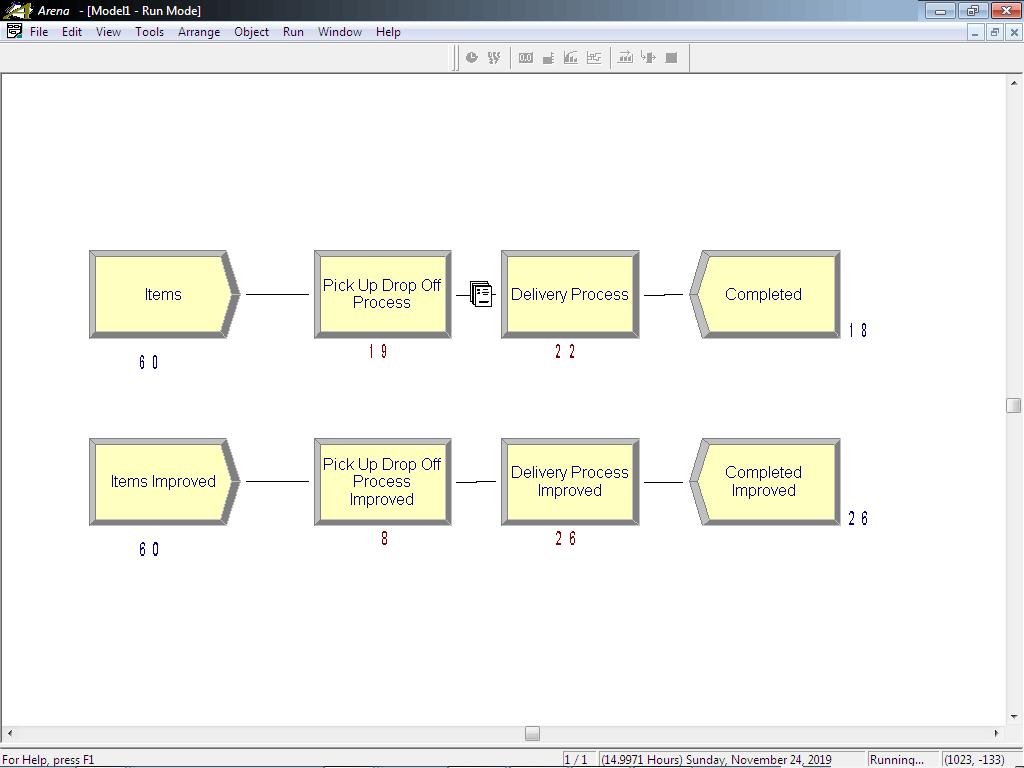 Arena - [Model1 - Run Mode]
File Edit View Tools Arrange Object Run Window Help
0.0
Items
Pick Up Drop Off
Process
Delivery Process
Completed
60
19
22
18
Items Improved
Pick Up Drop Off
Process
Improved
Delivery Process
Improved
Completed
Improved
60
8
26
26
For Help, press F1
1 / 1
(14.9971 Hours) Sunday, November 24, 2019
Running...
(1023, -133)